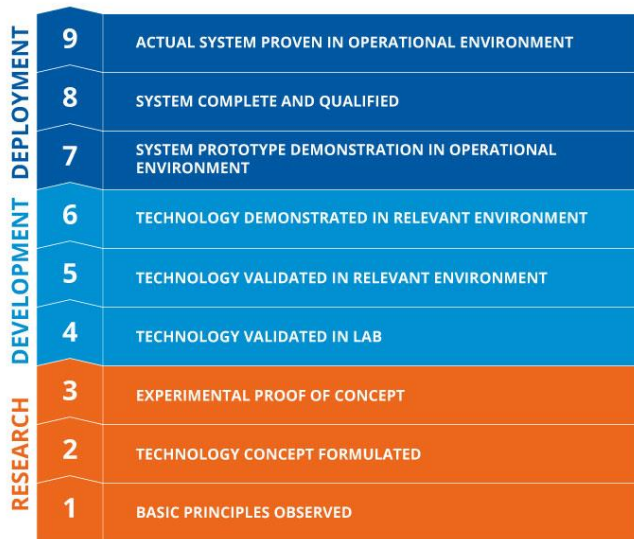 DEPLOYMENT
9
ACTUAL SYSTEM PROVEN IN OPERATIONAL ENVIRONMENT
8
SYSTEM COMPLETE AND QUALIFIED
7
SYSTEM PROTOTYPE DEMONSTRATION IN OPERATIONAL
ENVIRONMENT
DEVELOPMENT
6
TECHNOLOGY DEMONSTRATED IN RELEVANT ENVIRONMENT
5
TECHNOLOGY VALIDATED IN RELEVANT ENVIRONMENT
4
TECHNOLOGY VALIDATED IN LAB
RESEARCH
3
EXPERIMENTAL PROOF OF CONCEPT
2
TECHNOLOGY CONCEPT FORMULATED
1
BASIC PRINCIPLES OBSERVED